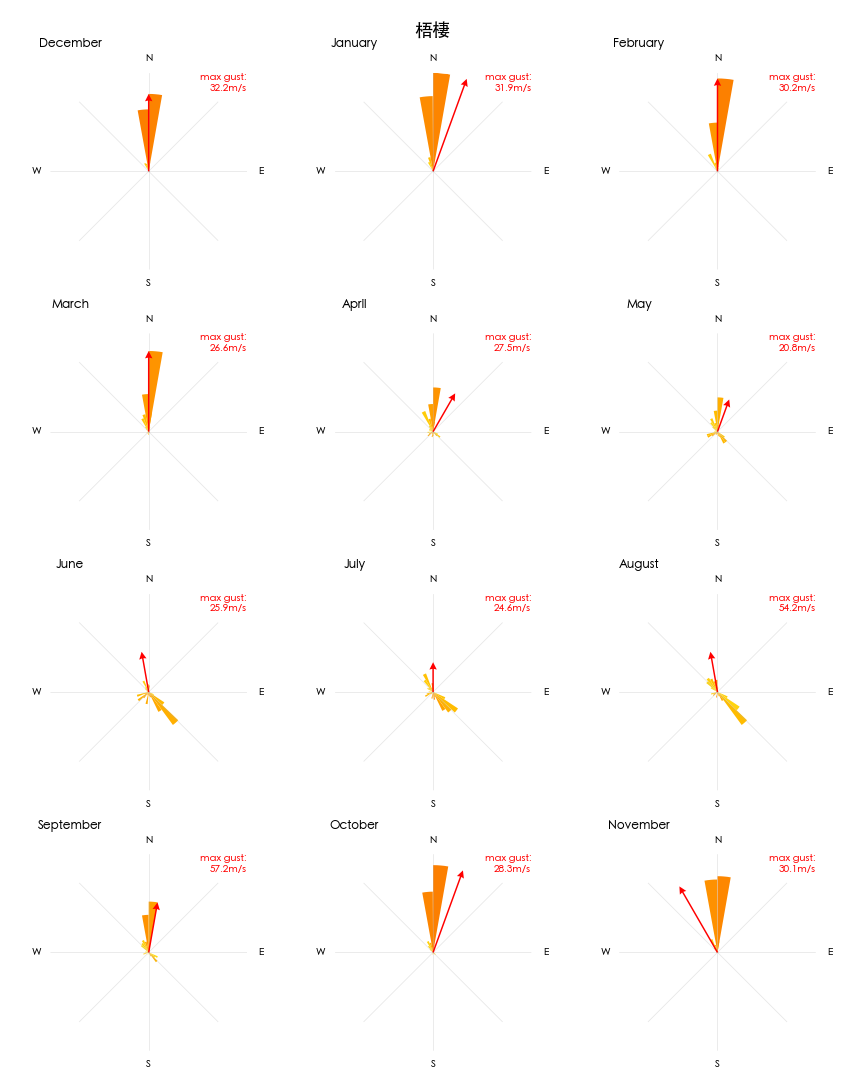 梧棲
December
N
max gust:
32.2m/s
W
E
S
January
N
max gust:
31.9m/s
W
E
S
February
N
max gust:
30.2m/s
W
E
S
March
N
max gust:
26.6m/s
W
E
S
April
N
max gust:
27.5m/s
W
E
S
May
N
max gust:
20.8m/s
W
E
S
June
N
max gust:
25.9m/s
W
E
S
July
N
max gust:
24.6m/s
W
E
S
August
N
max gust:
54.2m/s
W
E
S
September
N
max gust:
57.2m/s
W
E
S
October
N
max gust:
28.3m/s
W
E
S
November
N
max gust:
30.1m/s
W
E
S